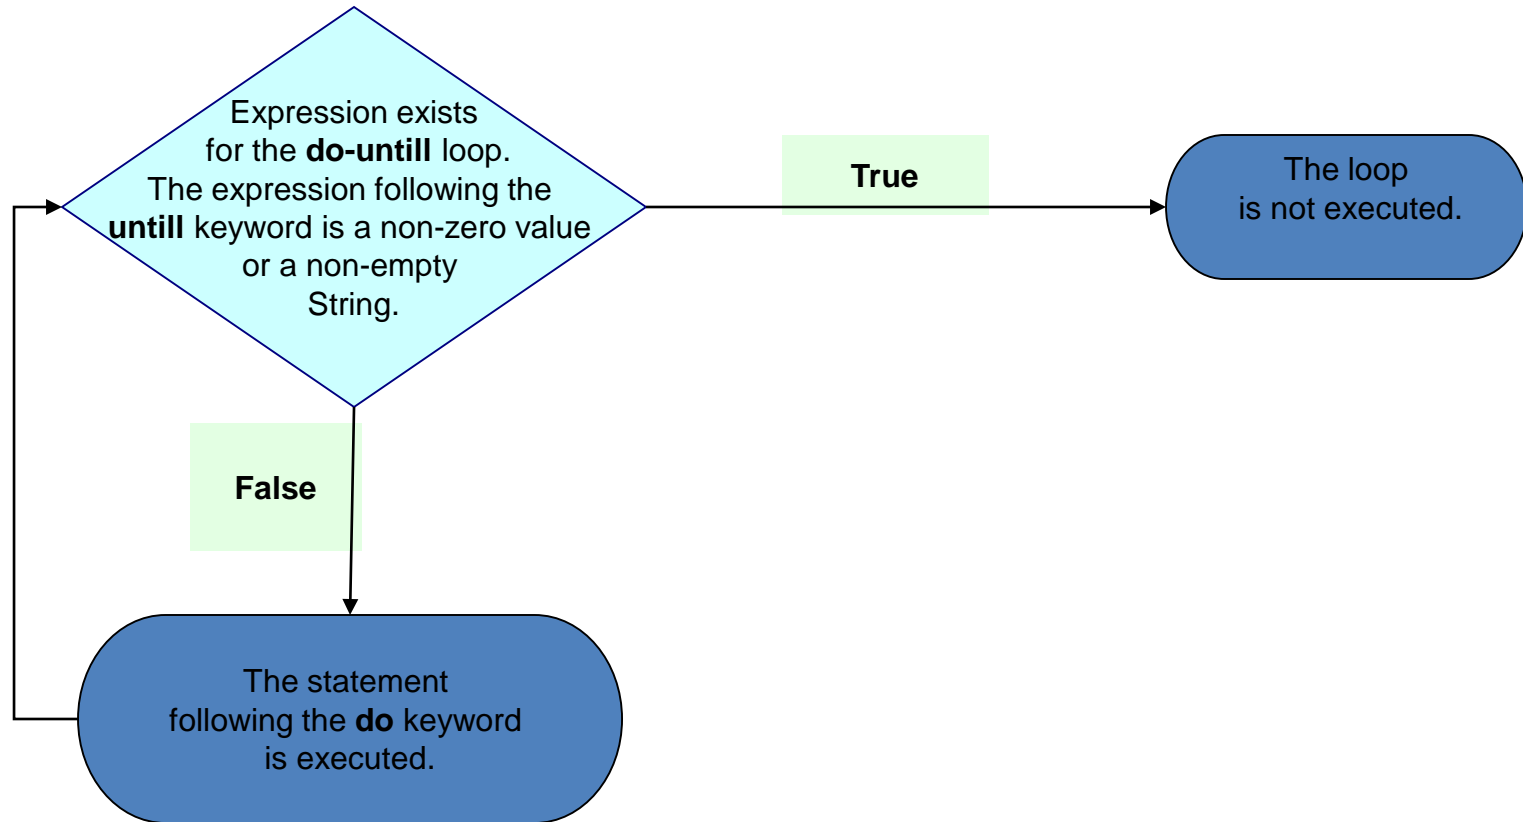 Expression exists
for the do-untill loop.
The expression following the
untill keyword is a non-zero value
or a non-empty
String.
True
The loop
is not executed.
False
The statement
following the do keyword
is executed.